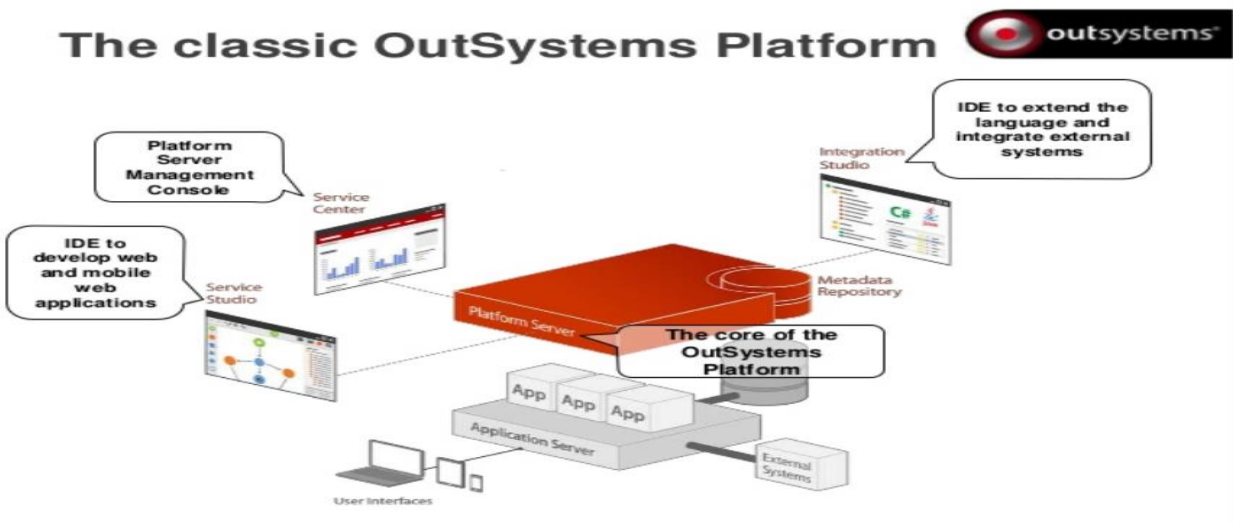 The classic OutSystems Platform
outsystems
IDE to extend the
language and
integrate external
systems
Platform
Server
Management
Console
Integration
Studio
Service
Center
C#
IDE to
develop web
and mobile
web
applications
Service
Studio
Metadata
Repository
Platform Server
The core of the
OutSystems
Platform
App
App
App
Application Server
External
Systems
User Interfaces